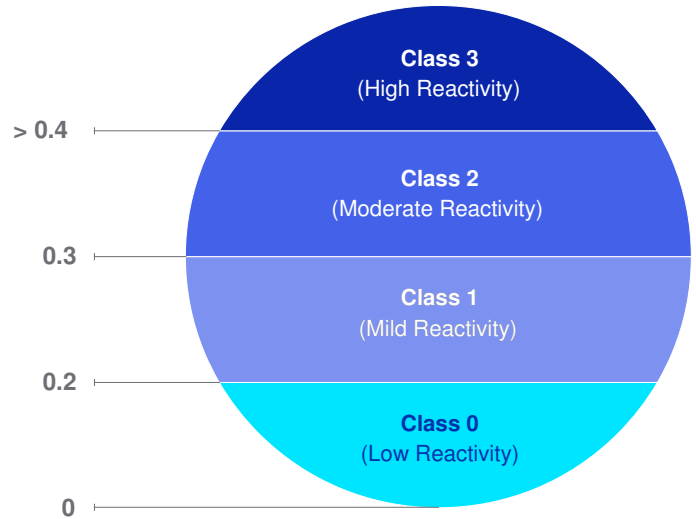 Class 3
(High Reactivity)
> 0.4
Class 2
(Moderate Reactivity)
0.3
Class 1
(Mild Reactivity)
0.2
Class 0
(Low Reactivity)
0